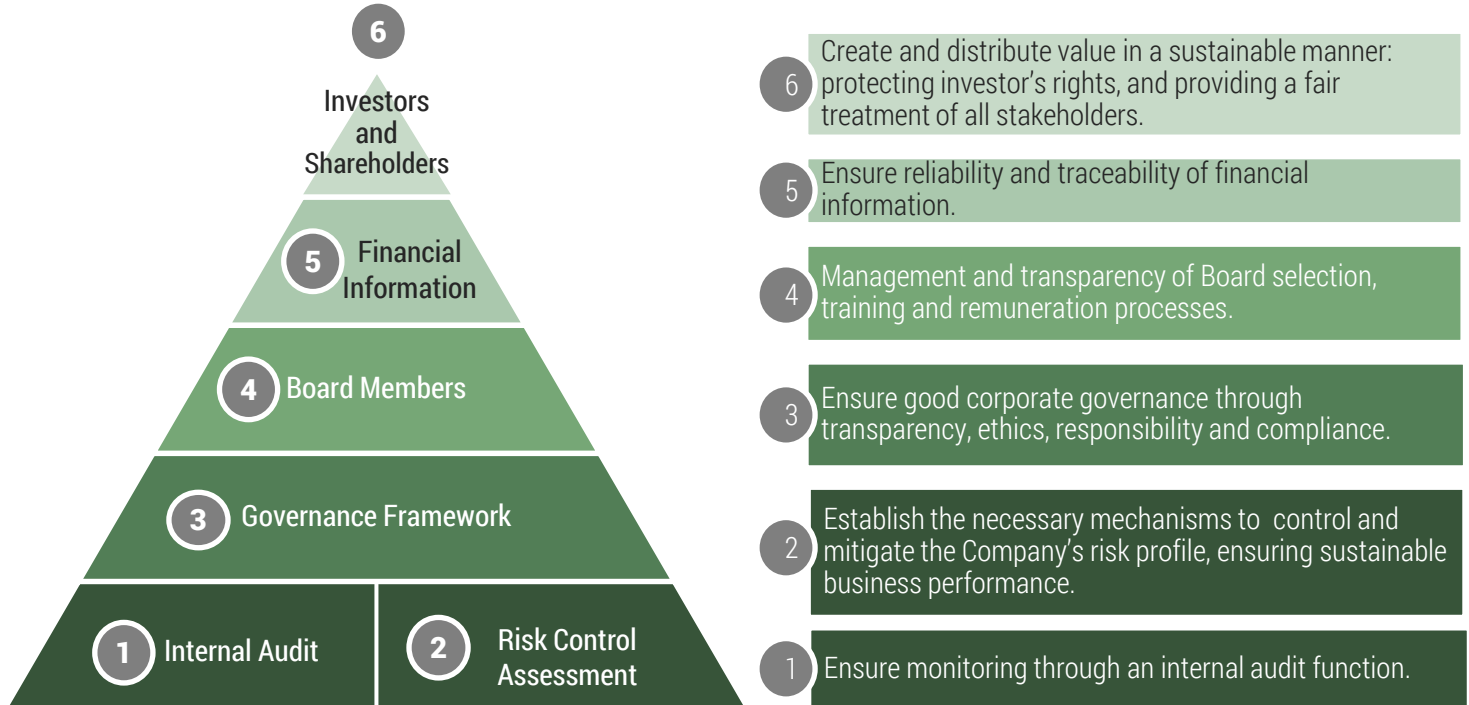 6
Investors
and
Shareholders
5
Financial
Information
4
Board Members
3
Governance Framework
1
Internal Audit
2
Risk Control
Assessment
6
Create and distribute value in a sustainable manner:
protecting investor's rights, and providing a fair
treatment of all stakeholders.
5
Ensure reliability and traceability of financial
information.
4
Management and transparency of Board selection,
training and remuneration processes.
3
Ensure good corporate governance through
transparency, ethics, responsibility and compliance.
2
Establish the necessary mechanisms to control and
mitigate the Company's risk profile, ensuring sustainable
business performance.
1
Ensure monitoring through an internal audit function.